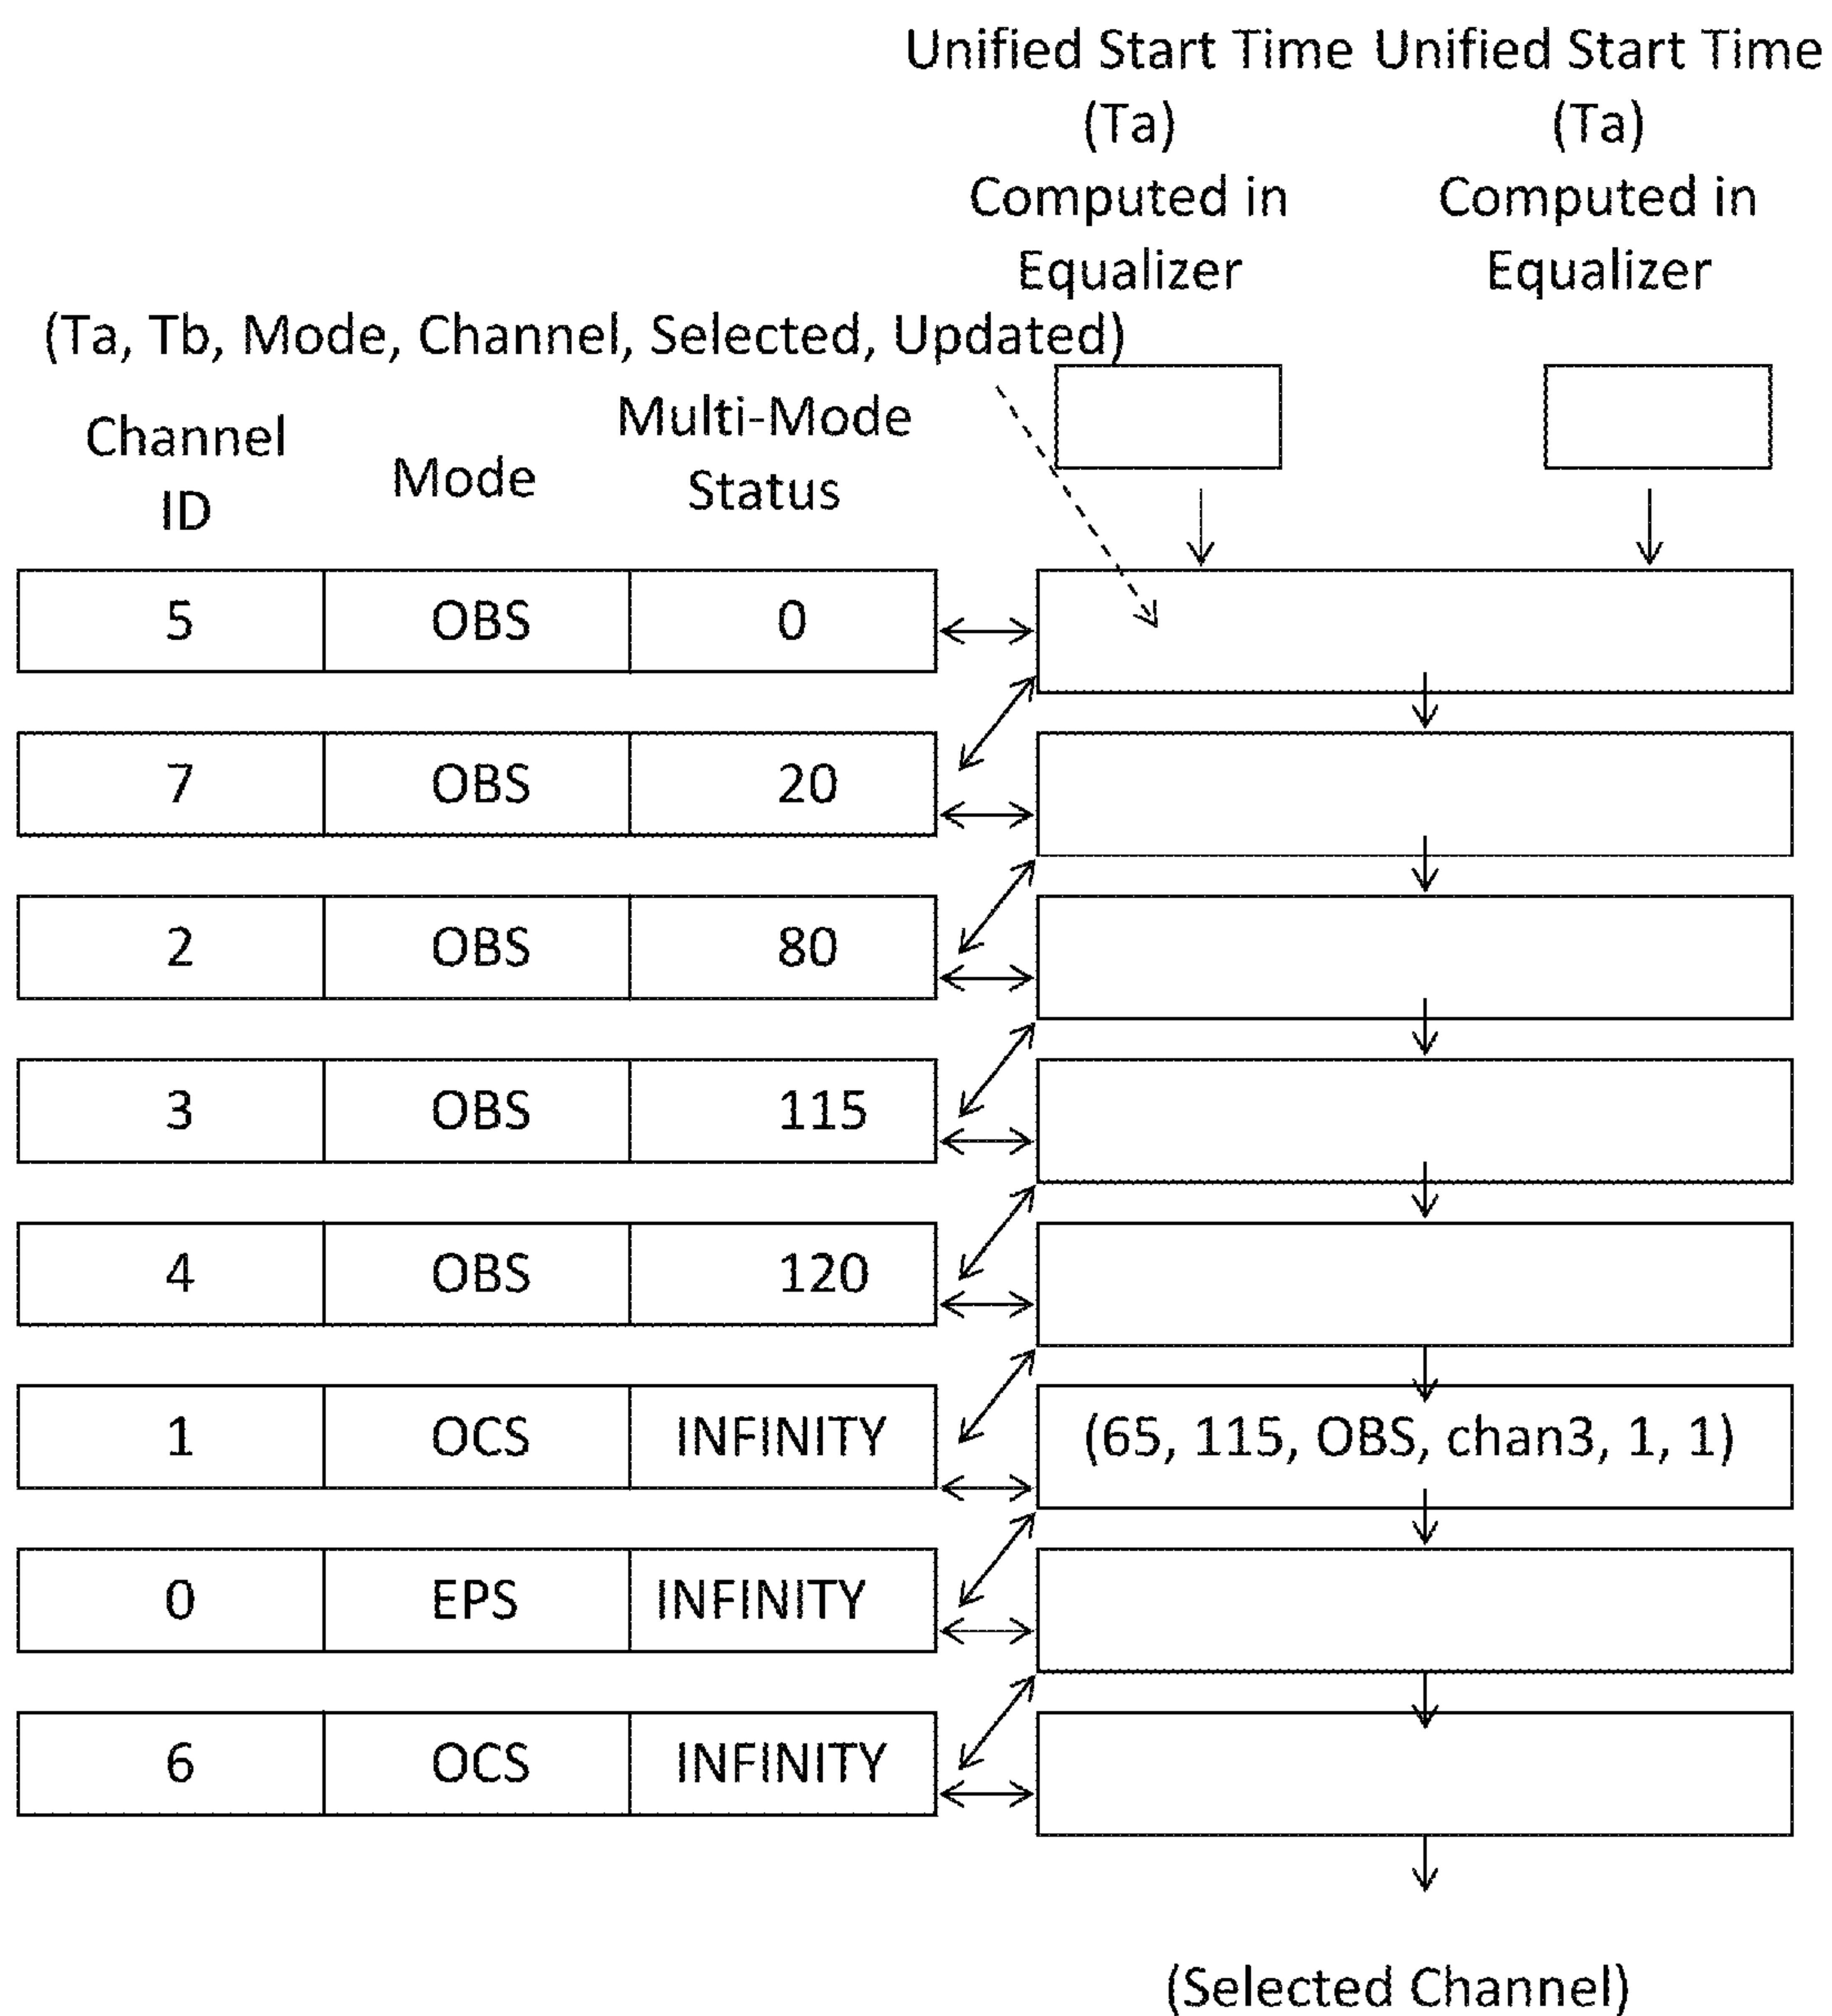 Unified Start Time Unified Start Time
(Ta) (Ta)
Computed in Computed in
Equalizer Equalizer
(Ta, Tb, Mode, Channel, Selected, Updated)
Channel ID Mode Multi-Mode Status
5 OBS 0
7 OBS 20
2 OBS 80
3 OBS 115
4 OBS 120
1 OCS INFINITY (65, 115, OBS, chan3, 1, 1)
0 EPS INFINITY
6 OCS INFINITY
(Selected Channel)